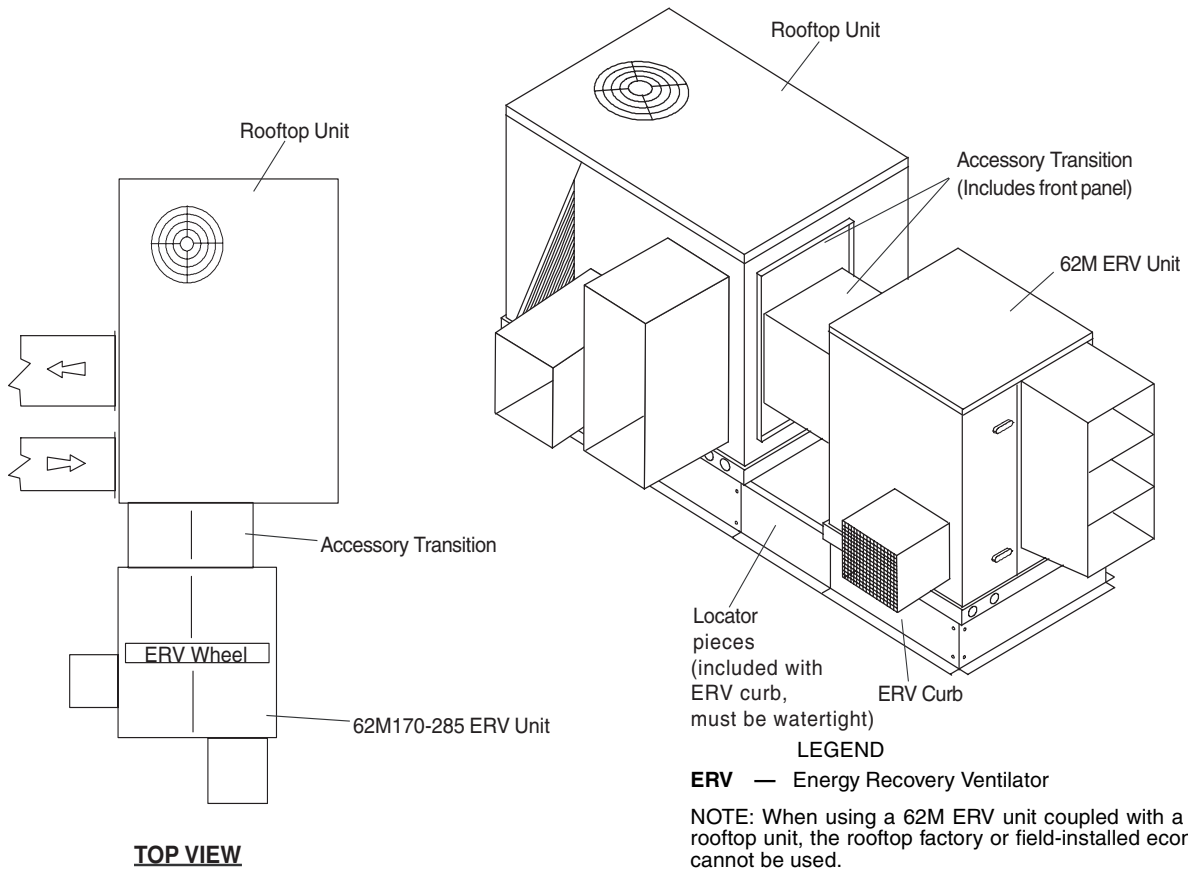 Rooftop Unit
Accessory Transition
ERV Wheel
62M170-285 ERV Unit
TOP VIEW
Rooftop Unit
Accessory Transition
(Includes front panel)
62M ERV Unit
Locator
pieces
(included with
ERV curb,
must be watertight)
ERV Curb
LEGEND
ERV — Energy Recovery Ventilator
NOTE: When using a 62M ERV unit coupled with a
rooftop unit, the rooftop factory or field-installed
cannot be used.